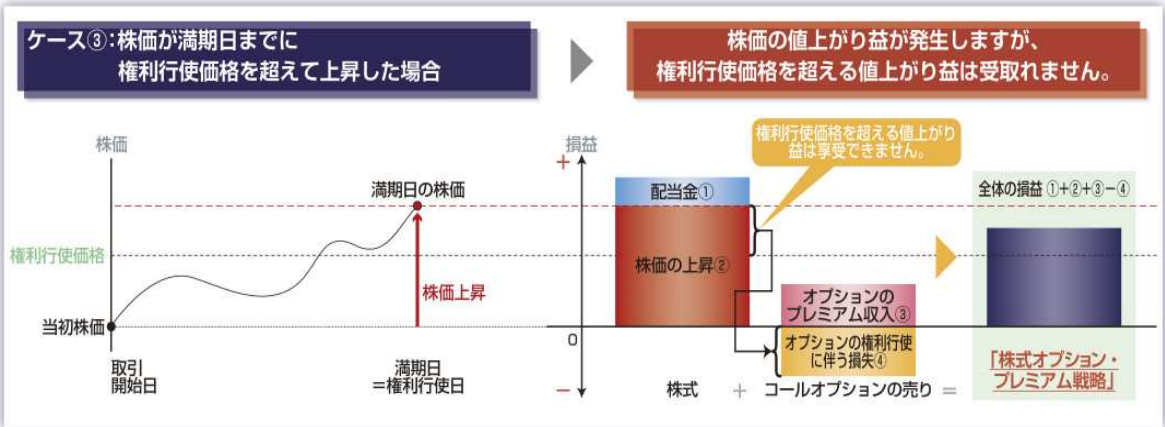 ケース③:株価が満期日までに
権利行使価格を超えて上昇した場合
株価の値上がり益が発生しますが、
権利行使価格を超える値上がり益は受取れません。
株価
満期日の株価
権利行使価格
株価上昇
当初株価
取引
開始日
満期日
=権利行使日
損益
+
0
−
権利行使価格を超える値上がり
益は享受できません。
配当金①
株価の上昇②
オプションの
プレミアム収入③
オプションの権利行使
に伴う損失④
株式 + コールオプションの売り =
全体の損益 ①+②+③−④
「株式オプション・
プレミアム戦略」